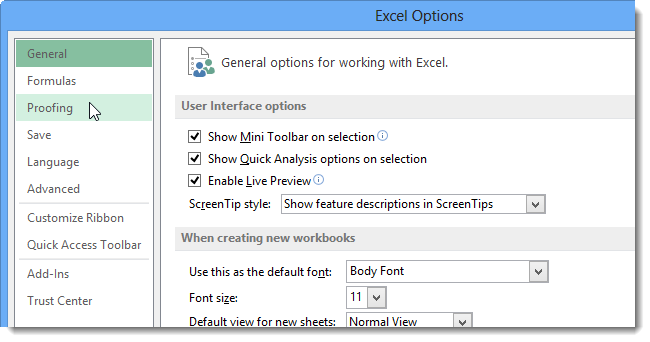 Excel Options
General
Formulas
Proofing
Save
Language
Advanced
Customize Ribbon
Quick Access Toolbar
Add-Ins
Trust Center
General options for working with Excel.
User Interface options
Show Mini Toolbar on selection
Show Quick Analysis options on selection
Enable Live Preview
ScreenTip style: Show feature descriptions in ScreenTips
When creating new workbooks
Use this as the default font: Body Font
Font size: 11
Default view for new sheets: Normal View